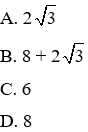 A. 2√3
B. 8 + 2√3
C. 6
D. 8